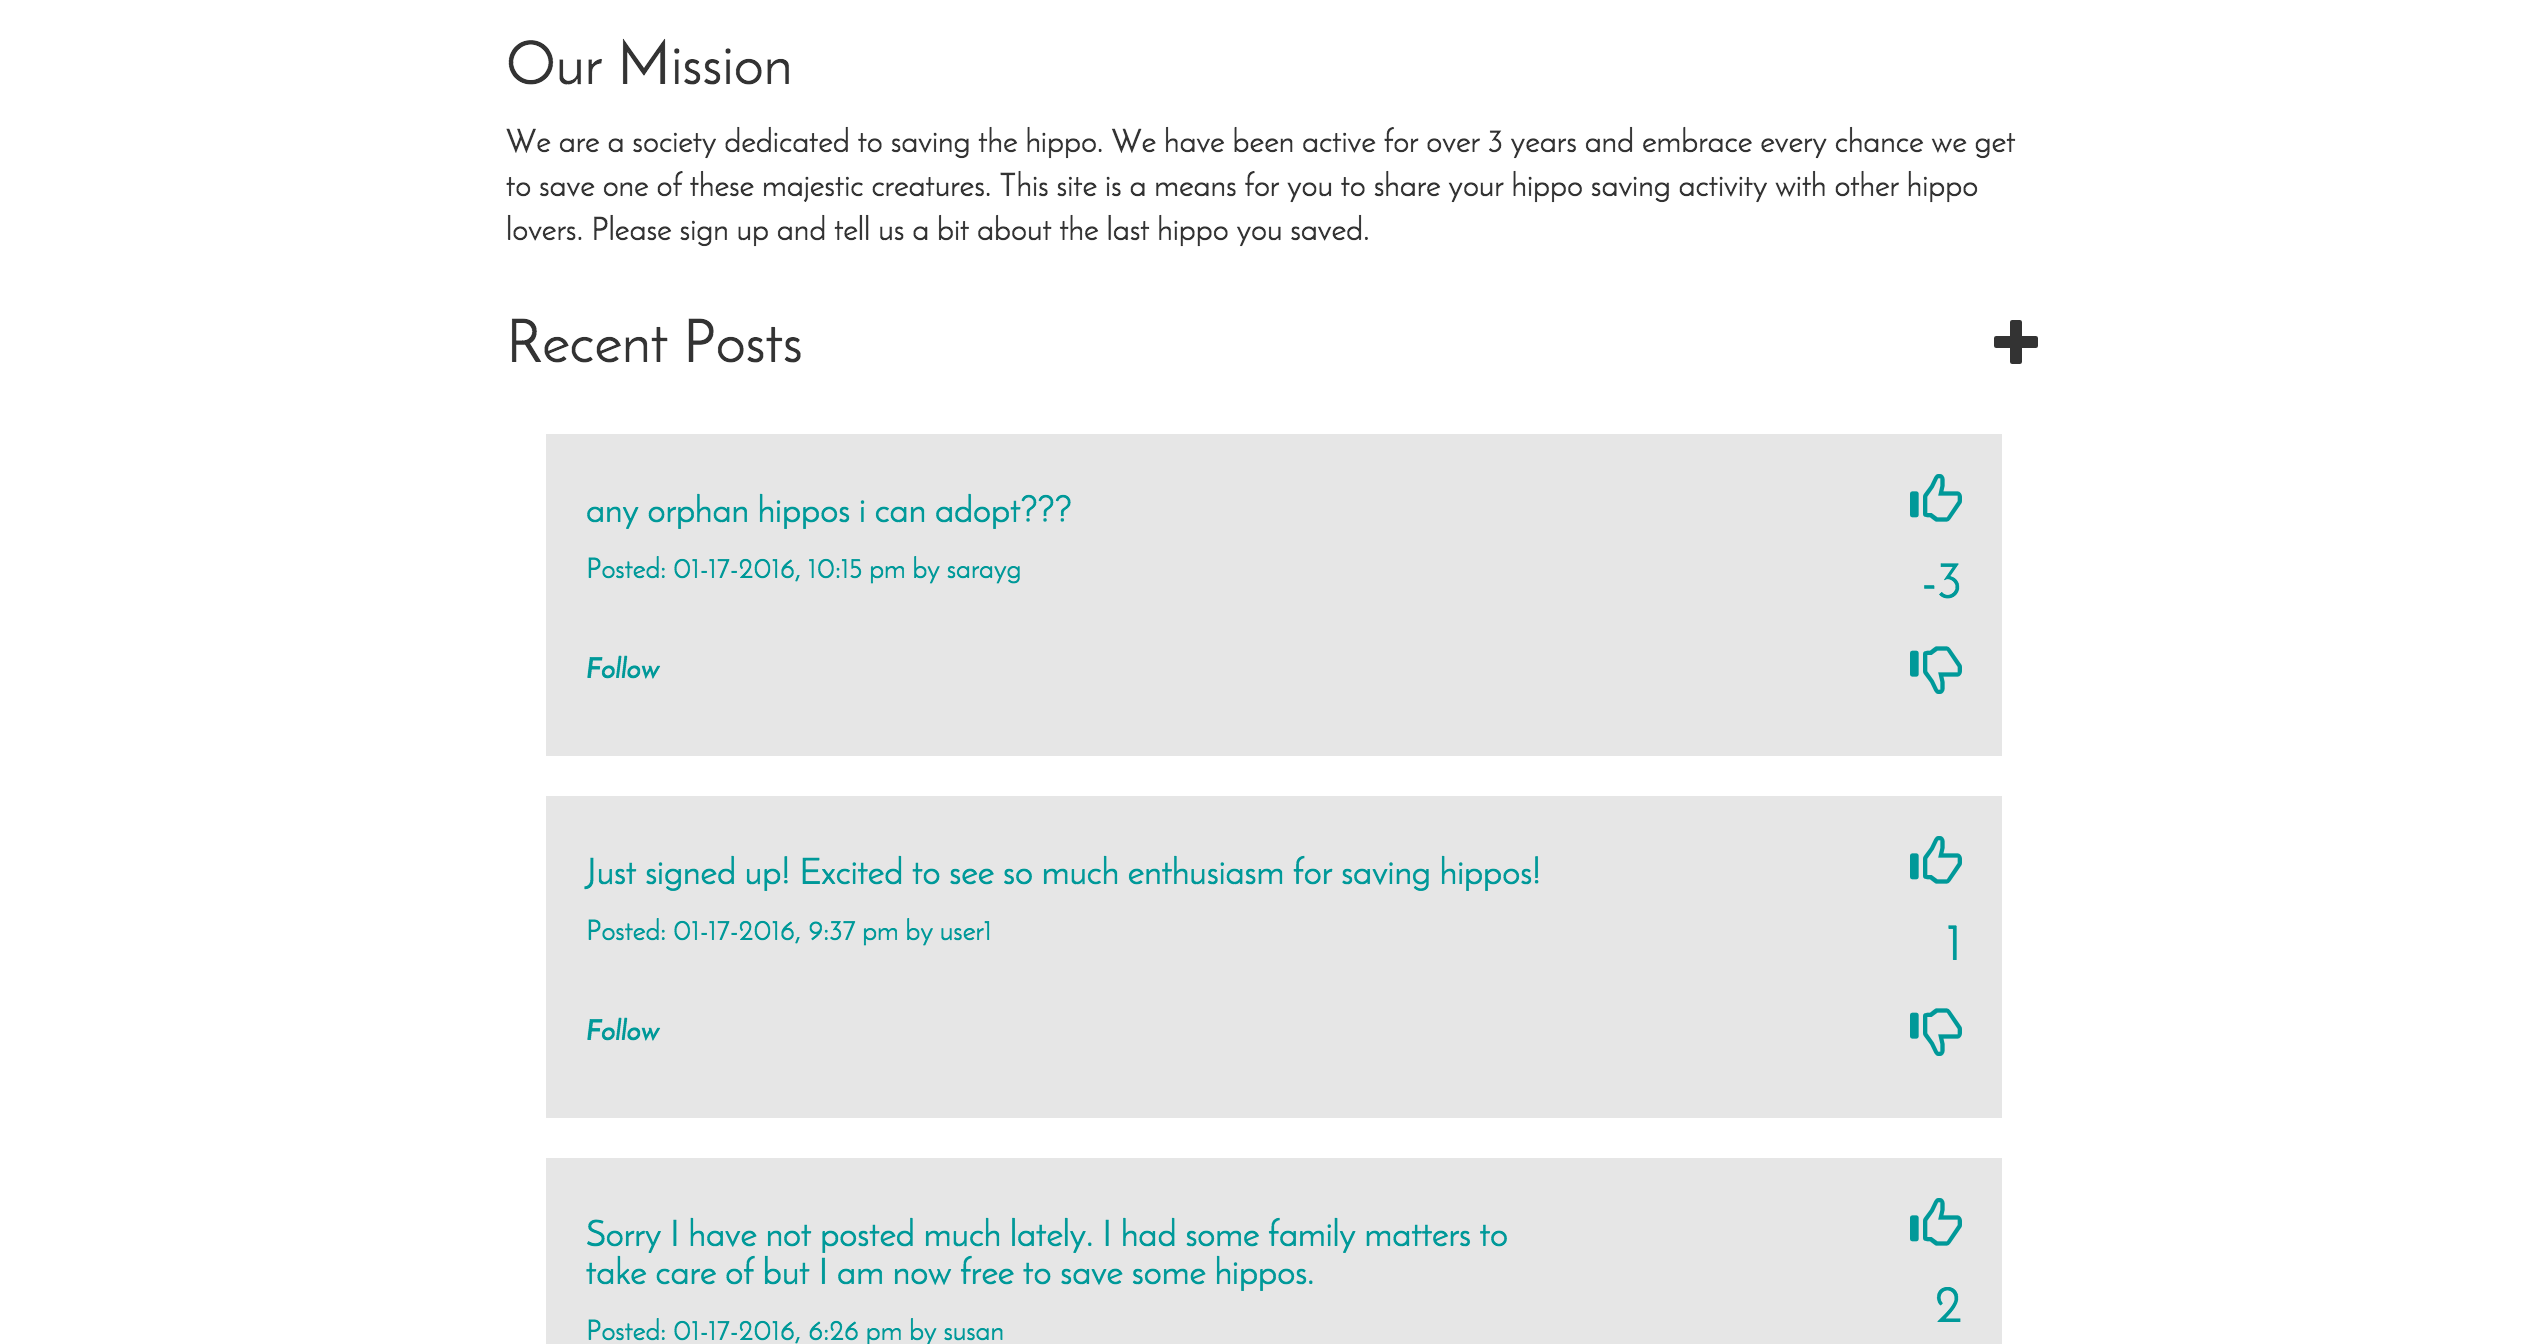 Our Mission
We are a society dedicated to saving the hippo. We have been active for over 3 years and embrace every chance we get
to save one of these majestic creatures. This site is a means for you to share your hippo saving activity with other hippo
lovers. Please sign up and tell us a bit about the last hippo you saved.
Recent Posts
any orphan hippos i can adopt???
Posted: 01-17-2016, 10:15 pm by sarayg
-3
Follow
Just signed up! Excited to see so much enthusiasm for saving hippos!
Posted: 01-17-2016, 9:37 pm by user1
1
Follow
Sorry I have not posted much lately. I had some family matters to
take care of but I am now free to save some hippos.
2
Posted: 01-17-2016, 6:26 pm by susan